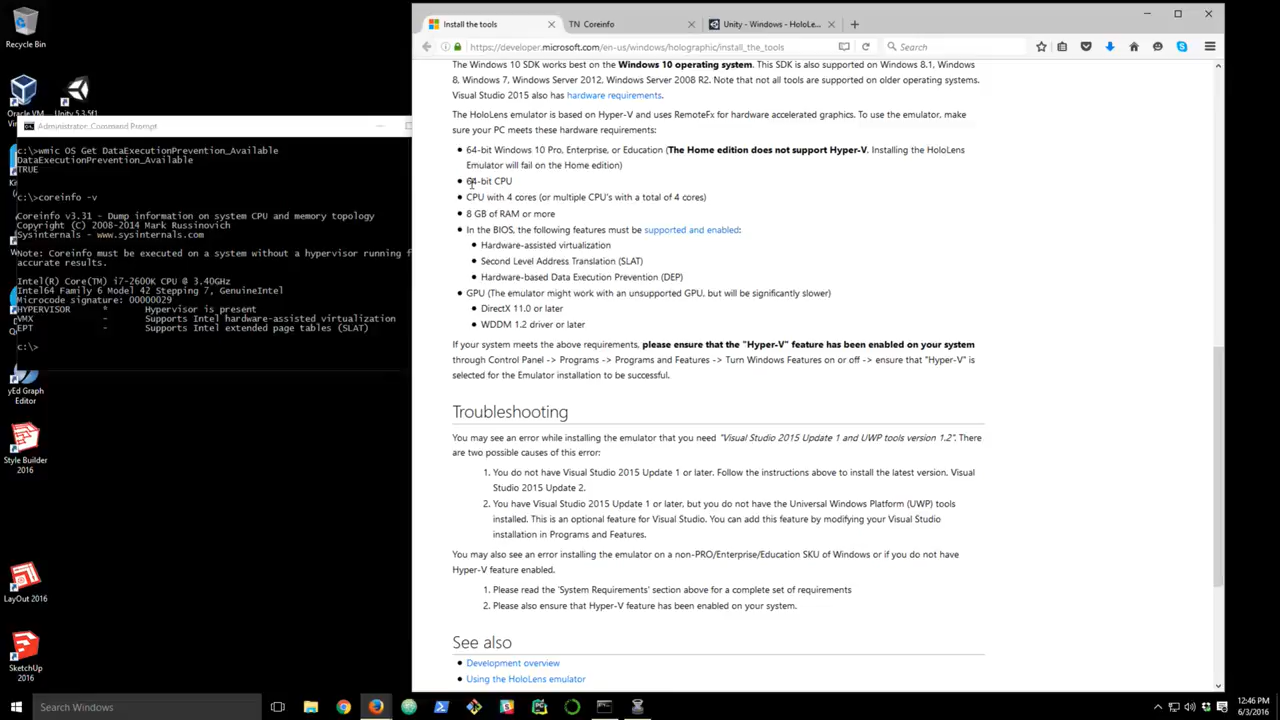 Recycle Bin
Oracle VM
Unity 5.3.5f1
Administrator: Command Prompt
c:\>wmic OS Get DataExecutionPrevention_Available
DataExecutionPrevention_Available
TRUE
c:\>coreinfo -v
Coreinfo v3.31 - Dump information on system CPU and memory topology
Copyright (C) 2008-2014 Mark Russinovich
Sysinternals - www.sysinternals.com
Note: Coreinfo must be executed on a system without a hypervisor running f
accurate results.
Intel(R) Core(TM) i7-2600K CPU @ 3.40GHz
Intel64 Family 6 Model 42 Stepping 7, GenuineIntel
Microcode signature: 00000029
HYPERVISOR * Hypervisor is present
VMX - Supports Intel hardware-assisted virtualization
EPT - Supports Intel extended page tables (SLAT)
c:\>
yEd Graph
Editor
Style Builder
2016
LayOut 2016
SketchUp
2016
Install the tools
TN Coreinfo
Unity - Windows - HoloLe...
https://developer.microsoft.com/en-us/windows/holographic/install_the_tools
Search
The Windows 10 SDK works best on the Windows 10 operating system. This SDK is also supported on Windows 8.1, Windows
8, Windows 7, Windows Server 2012, Windows Server 2008 R2. Note that not all tools are supported on older operating systems.
Visual Studio 2015 also has hardware requirements.
The HoloLens emulator is based on Hyper-V and uses RemoteFx for hardware accelerated graphics. To use the emulator, make
sure your PC meets these hardware requirements:
64-bit Windows 10 Pro, Enterprise, or Education (The Home edition does not support Hyper-V. Installing the HoloLens
Emulator will fail on the Home edition)
64-bit CPU
CPU with 4 cores (or multiple CPU's with a total of 4 cores)
8 GB of RAM or more
In the BIOS, the following features must be supported and enabled:
Hardware-assisted virtualization
Second Level Address Translation (SLAT)
Hardware-based Data Execution Prevention (DEP)
GPU (The emulator might work with an unsupported GPU, but will be significantly slower)
DirectX 11.0 or later
WDDM 1.2 driver or later
If your system meets the above requirements, please ensure that the "Hyper-V" feature has been enabled on your system
through Control Panel -> Programs -> Programs and Features -> Turn Windows Features on or off -> ensure that "Hyper-V" is
selected for the Emulator installation to be successful.
Troubleshooting
You may see an error while installing the emulator that you need "Visual Studio 2015 Update 1 and UWP tools version 1.2". There
are two possible causes of this error:
1. You do not have Visual Studio 2015 Update 1 or later. Follow the instructions above to install the latest version. Visual
Studio 2015 Update 2.
2. You have Visual Studio 2015 Update 1 or later, but you do not have the Universal Windows Platform (UWP) tools
installed. This is an optional feature for Visual Studio. You can add this feature by modifying your Visual Studio
installation in Programs and Features.
You may also see an error installing the emulator on a non-PRO/Enterprise/Education SKU of Windows or if you do not have
Hyper-V feature enabled.
1. Please read the 'System Requirements' section above for a complete set of requirements
2. Please also ensure that Hyper-V feature has been enabled on your system.
See also
Development overview
Using the HoloLens emulator
Search Windows
12:46 PM
6/3/2016